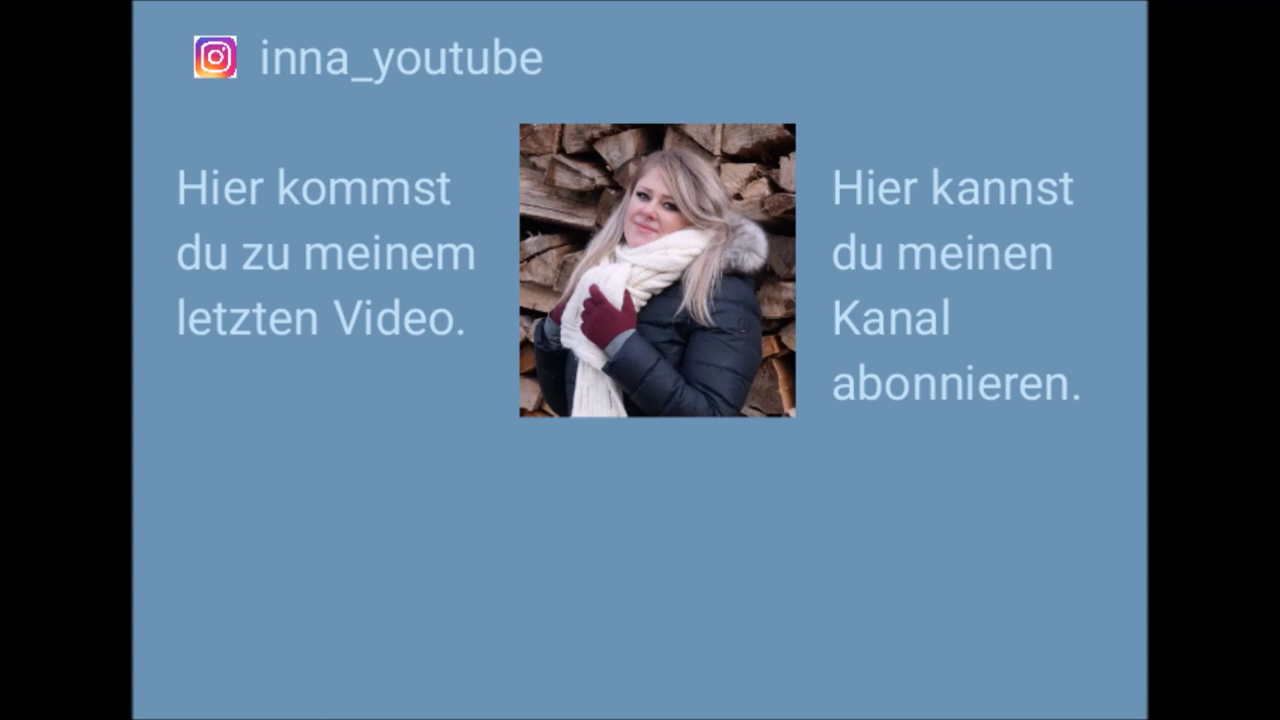 inna_youtube
Hier kommst
du zu meinem
letzten Video.
Hier kannst
du meinen
Kanal
abonnieren.